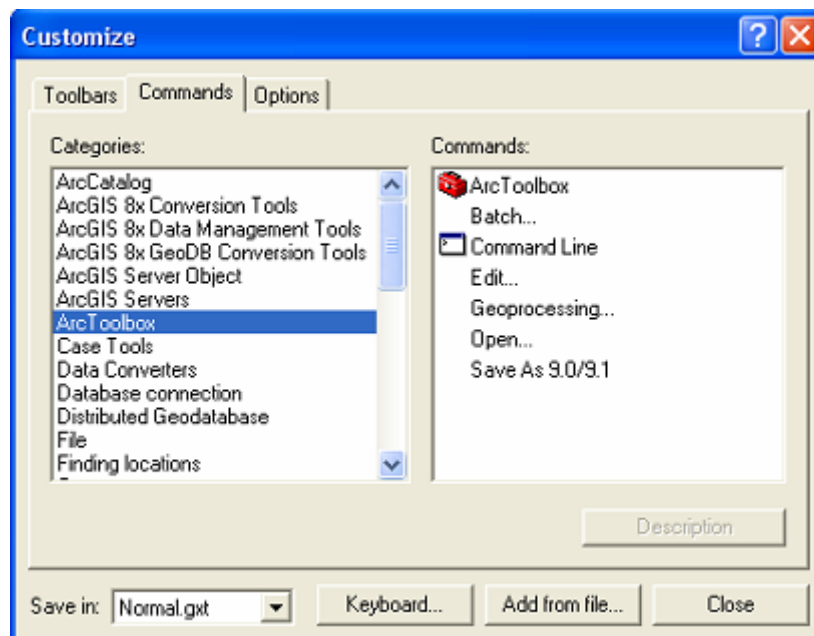 Customize
Toolbars Commands Options
Categories:
ArcCatalog
ArcGIS 8x Conversion Tools
ArcGIS 8x Data Management Tools
ArcGIS 8x GeoDB Conversion Tools
ArcGIS Server Object
ArcGIS Servers
ArcToolbox
Case Tools
Data Converters
Database connection
Distributed Geodatabase
File
Finding locations
Commands:
ArcToolbox
Batch...
Command Line
Edit...
Geoprocessing...
Open...
Save As 9.0/9.1
Description
Save in: Normal.gxt Keyboard... Add from file... Close